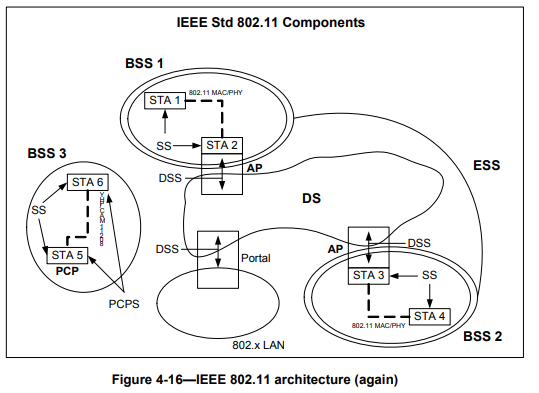 IEEE Std 802.11 Components
BSS 1
STA 1
802.11 MAC/PHY
SS
STA 2
AP
DSS
BSS 3
STA 6
SS
STA 5
PCP
PCPS
ESS
DS
DSS
Portal
802.x LAN
AP
DSS
STA 3
SS
802.11 MAC/PHY
STA 4
BSS 2
Figure 4-16—IEEE 802.11 architecture (again)